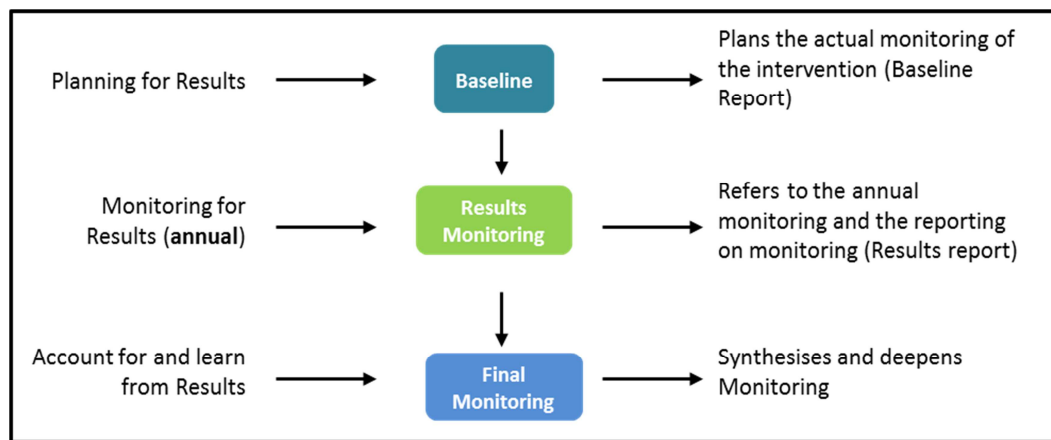 Planning for Results
Baseline
Plans the actual monitoring of
the intervention (Baseline
Report)
Monitoring for
Results (annual)
Results
Monitoring
Refers to the annual
monitoring and the reporting
on monitoring (Results report)
Account for and learn
from Results
Final
Monitoring
Synthesises and deepens
Monitoring